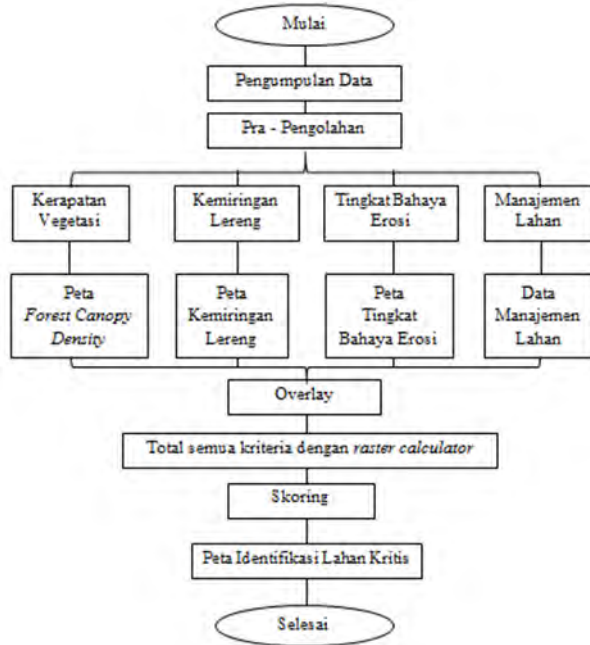 Mulai
Pengumpulan Data
Pra - Pengolahan
Kerapatan
Vegetasi
Kemiringan
Lereng
Tingkat Bahaya
Erosi
Manajemen
Lahan
Peta
Forest Canopy
Density
Peta
Kemiringan
Lereng
Peta
Tingkat
Bahaya Erosi
Data
Manajemen
Lahan
Overlay
Total semua kriteria dengan raster calculator
Skoring
Peta Identifikasi Lahan Kritis
Selesai